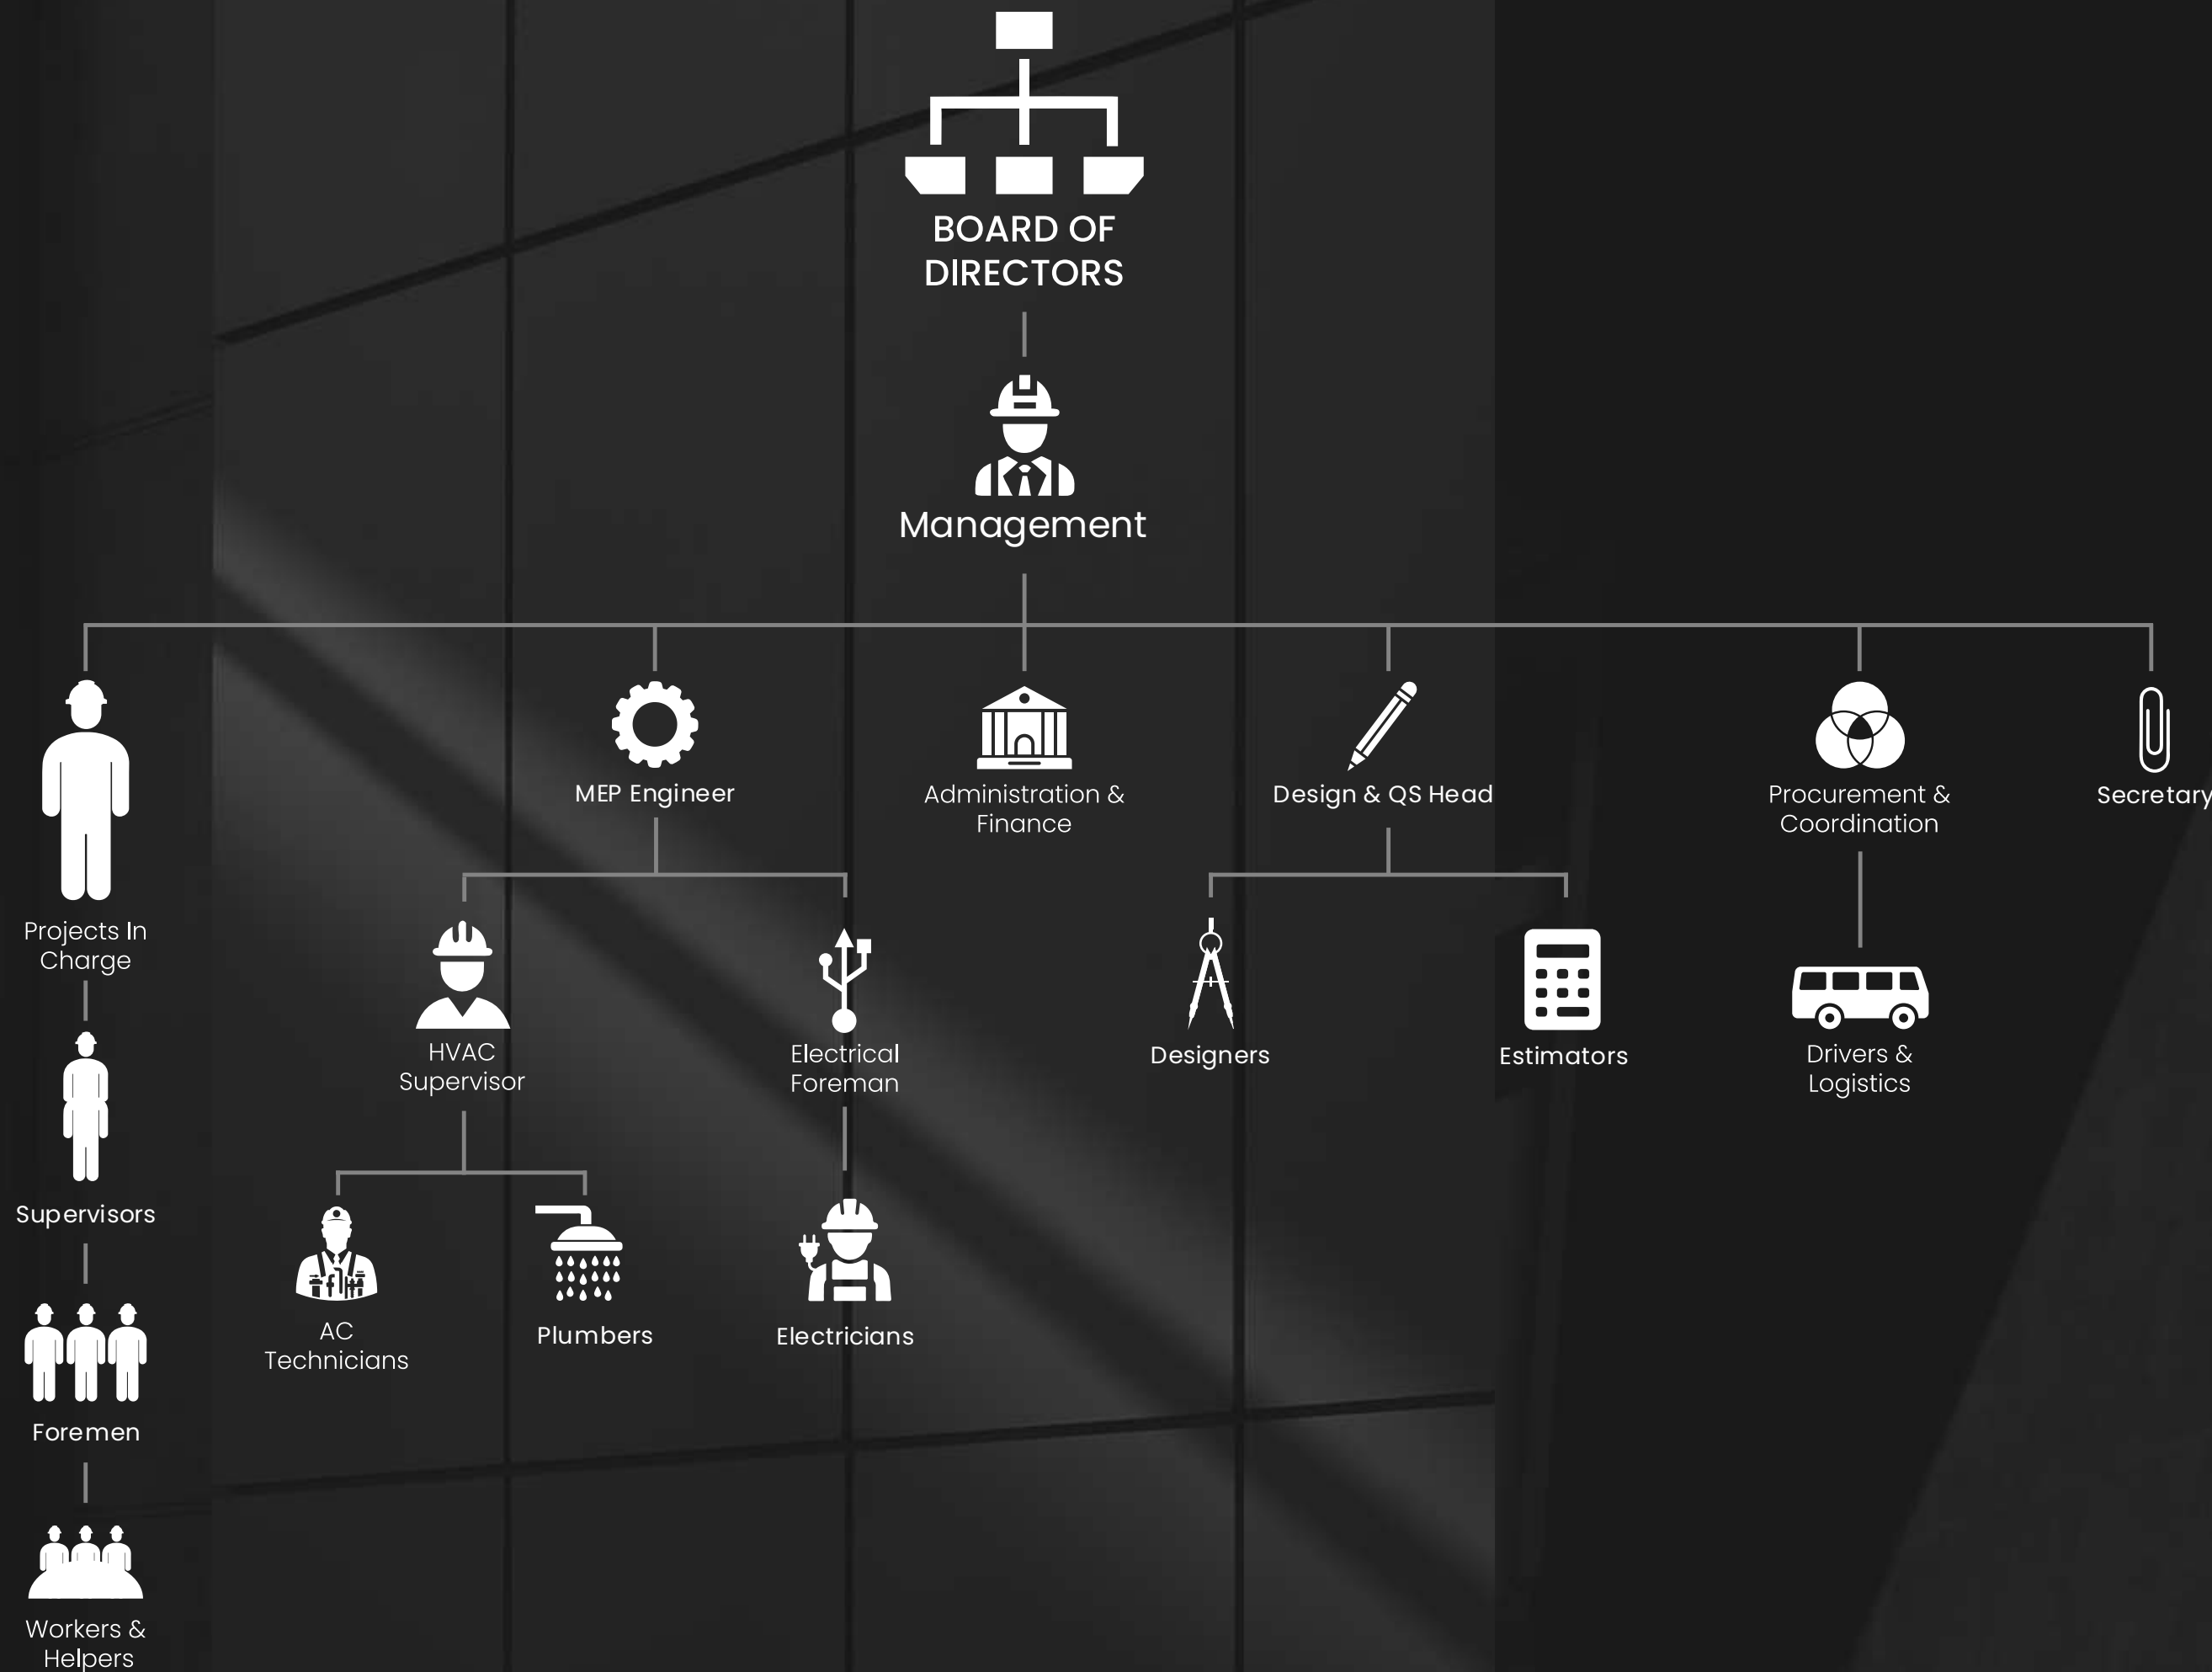 BOARD OF
DIRECTORS
Management
MEP Engineer
Administration &
Finance
Design & QS Head
Procurement &
Coordination
Secretary
Projects In
Charge
HVAC
Supervisor
Electrical
Foreman
Designers
Estimators
Drivers &
Logistics
Supervisors
AC
Technicians
Plumbers
Electricians
Foremen
Workers &
Helpers